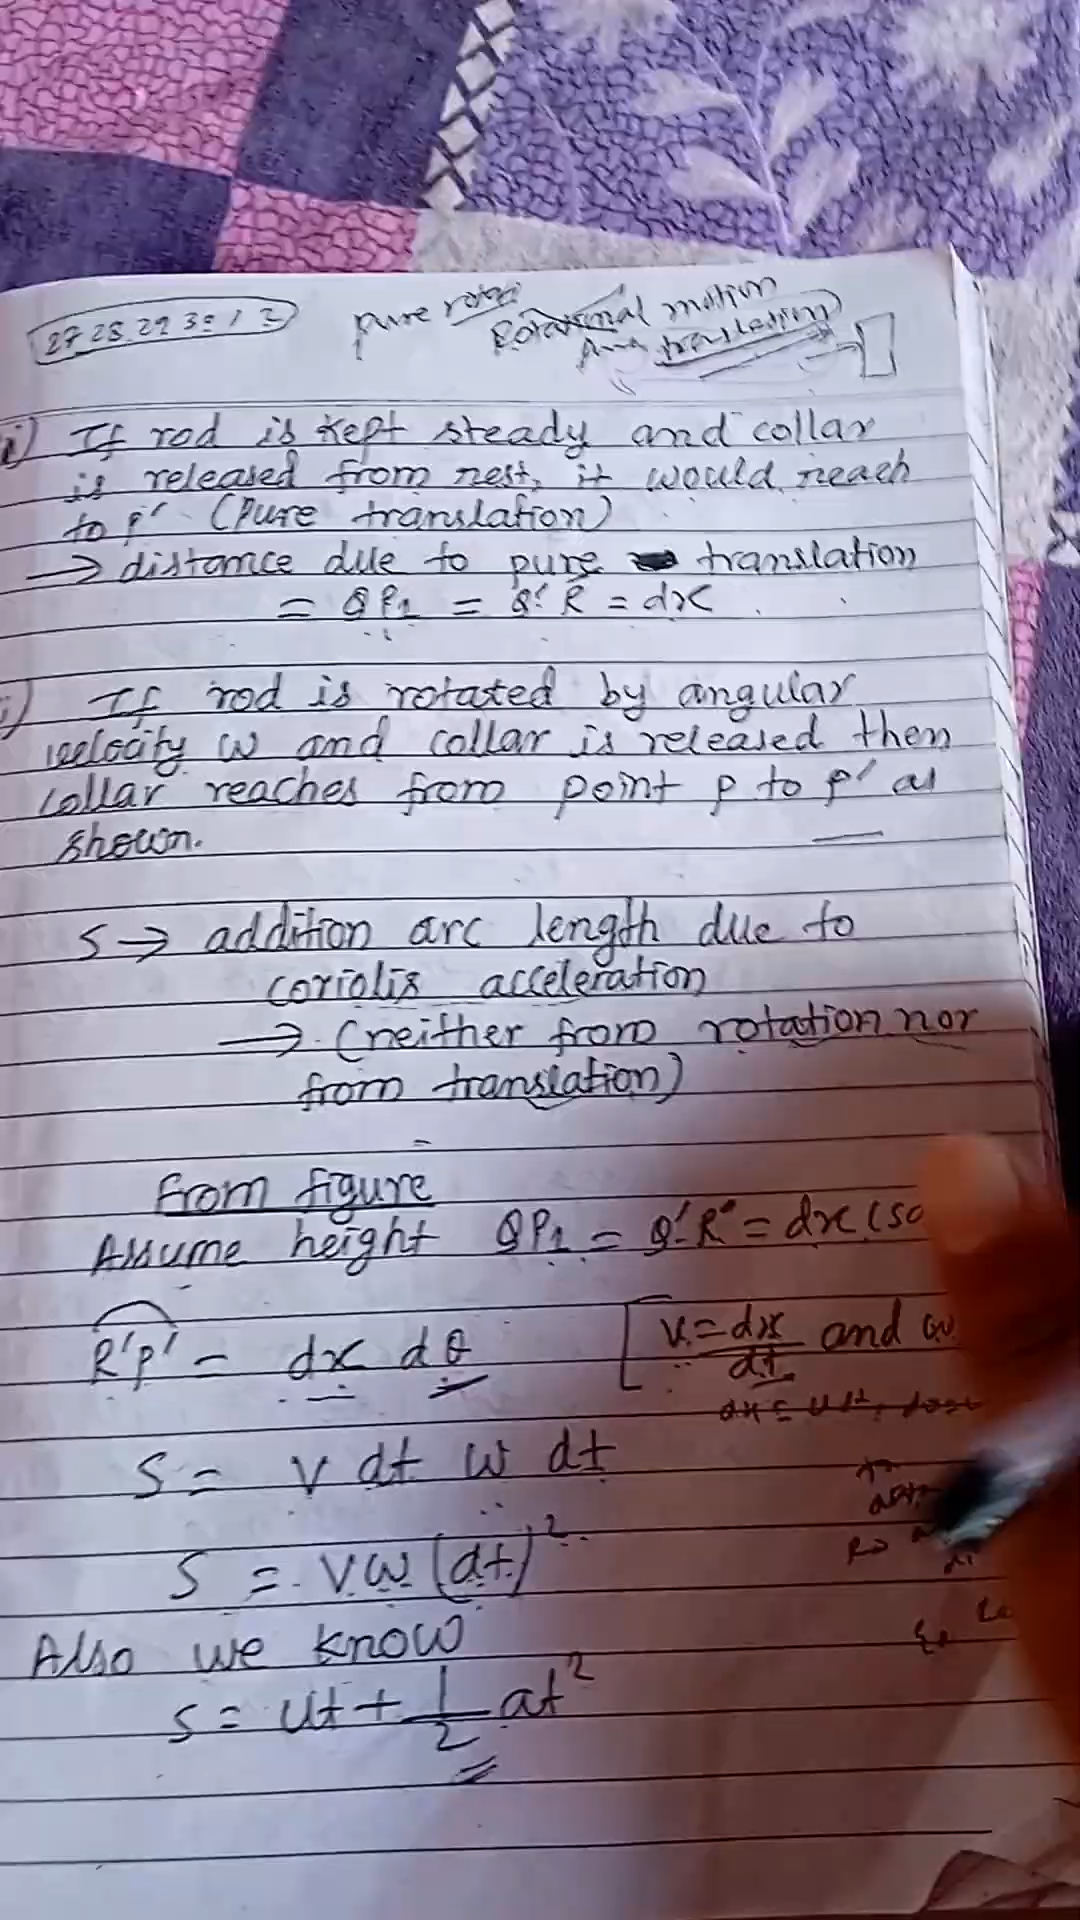 27 28 29 30 1 2
pure
Rotational motion
translation
i) If rod is kept steady and collar
is released from rest, it would reach
to p' (Pure translation)
→ distance due to pure translation
= QP1 = Q'R = dx
) If rod is rotated by angular
velocity ω and collar is released then
collar reaches from point p to p' as
shown.
S → addition arc length due to
coriolis acceleration
→ (neither from rotation nor
from translation)
From figure
Assume height QP1 = Q'R' = dx (sa
R'p' = dx dθ [v = dx/dt and ω
S = v dt ω dt
S = vω (dt)²
Also we know
s = ut + 1/2 at²